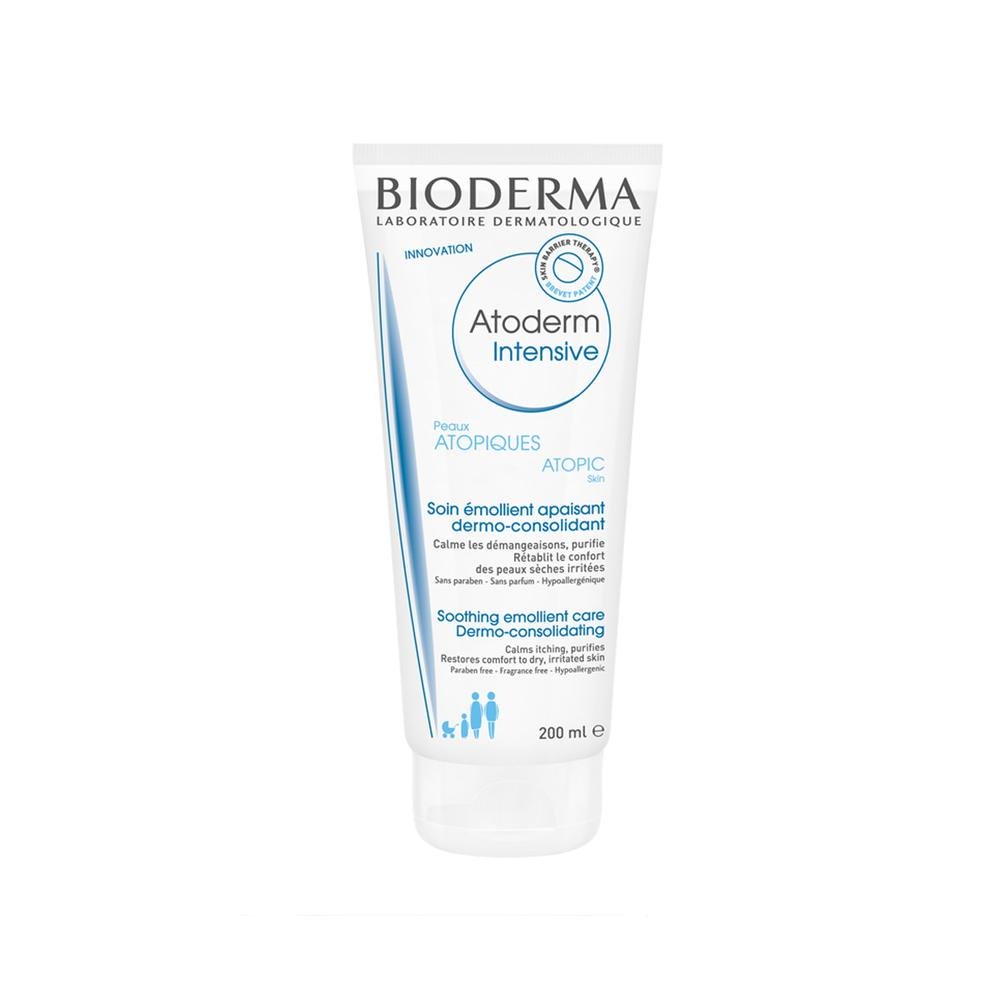 BIODERMA
LABORATOIRE DERMATOLOGIQUE
INNOVATION
SKIN BARRIER THERAPY®
BREVET PATENT
Atoderm
Intensive
Peaux
ATOPIQUES
ATOPIC
Skin
Soin émollient apaisant
dermo-consolidant
Calme les démangeaisons, purifie
Rétablit le confort
des peaux sèches irritées
Sans paraben - Sans parfum - Hypoallergénique
Soothing emollient care
Dermo-consolidating
Calms itching, purifies
Restores comfort to dry, irritated skin
Paraben free - Fragrance free - Hypoallergenic
200 ml ℮